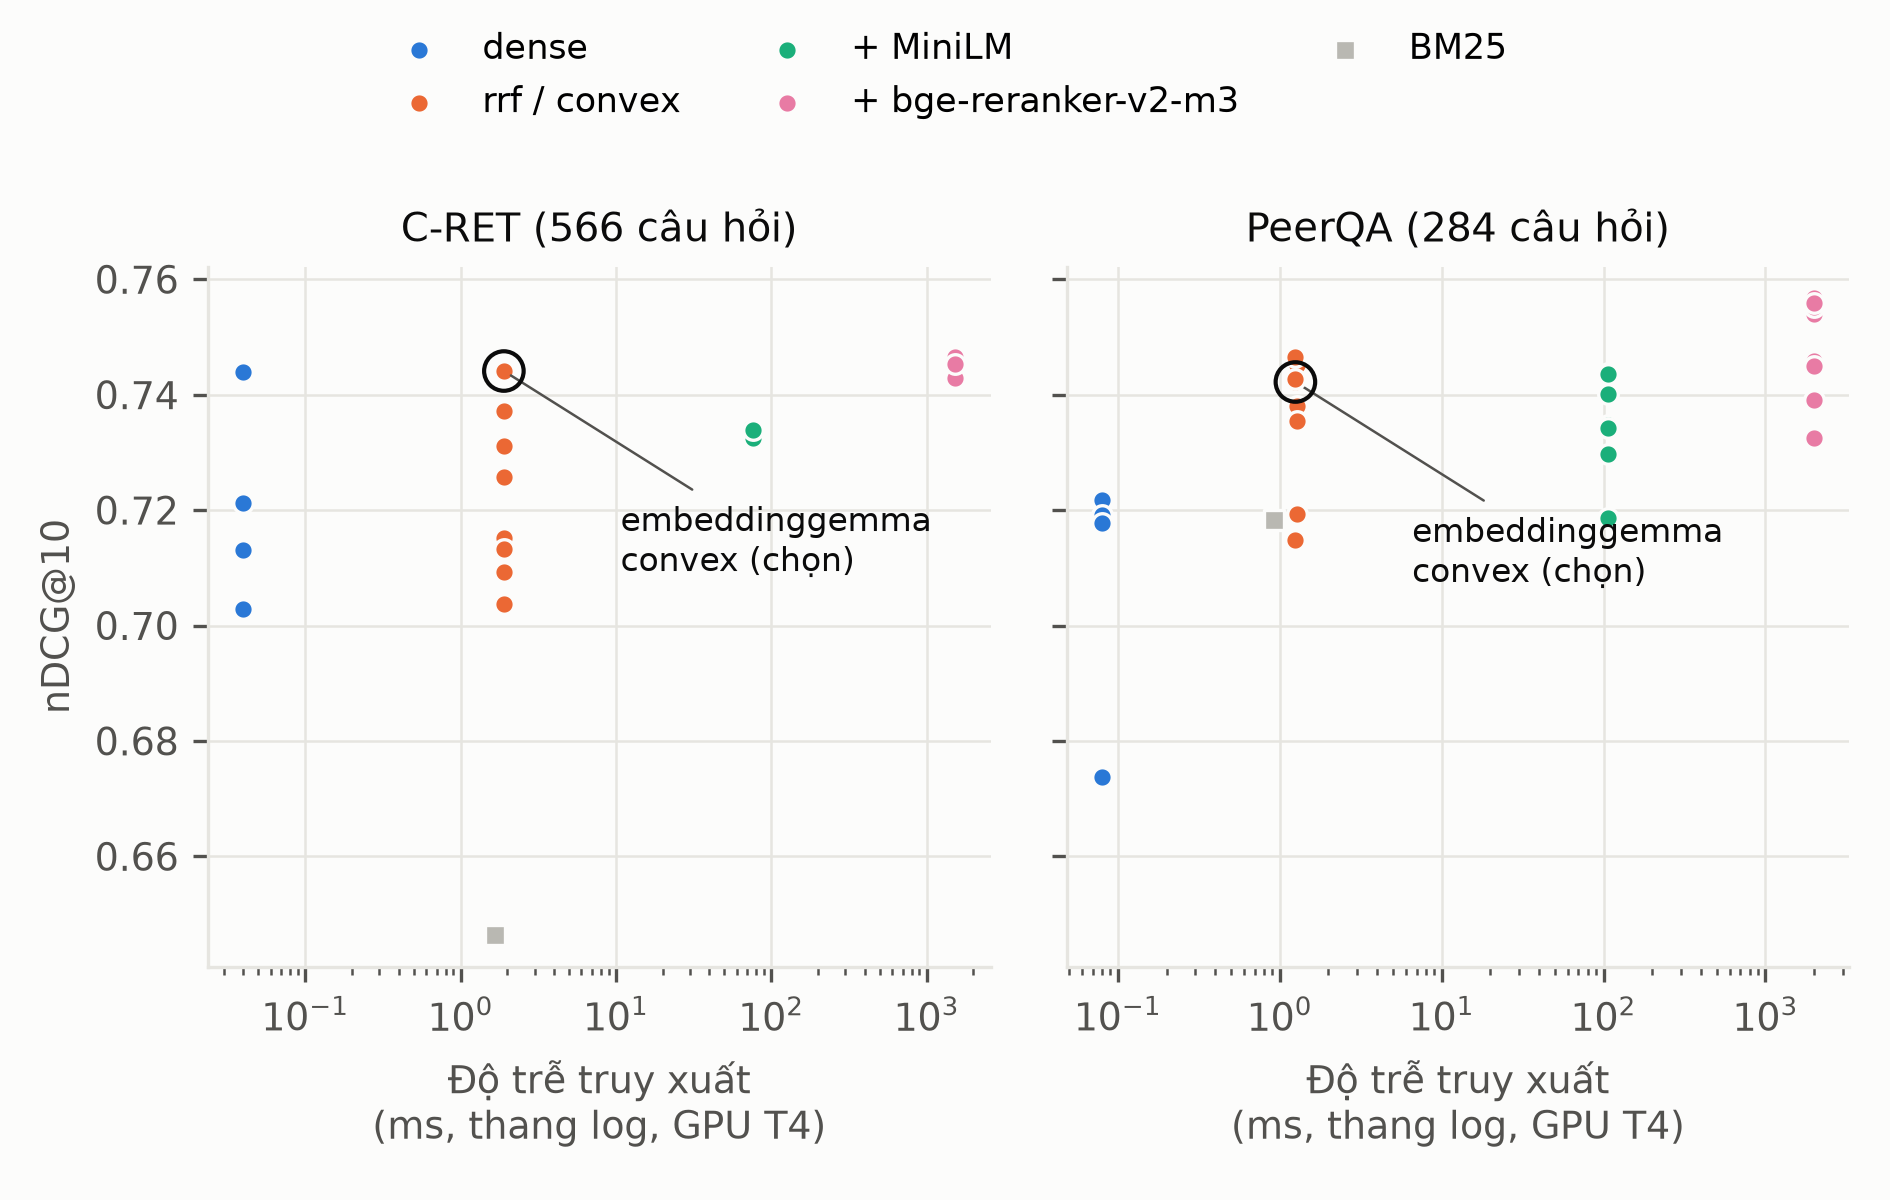 dense
rrf / convex
+ MiniLM
+ bge-reranker-v2-m3
BM25
C-RET (566 câu hỏi)
PeerQA (284 câu hỏi)
nDCG@10
0.76
0.74
0.72
0.70
0.68
0.66
embeddinggemma
convex (chọn)
embeddinggemma
convex (chọn)
10⁻¹ 10⁰ 10¹ 10² 10³
10⁻¹ 10⁰ 10¹ 10² 10³
Độ trễ truy xuất
(ms, thang log, GPU T4)
Độ trễ truy xuất
(ms, thang log, GPU T4)